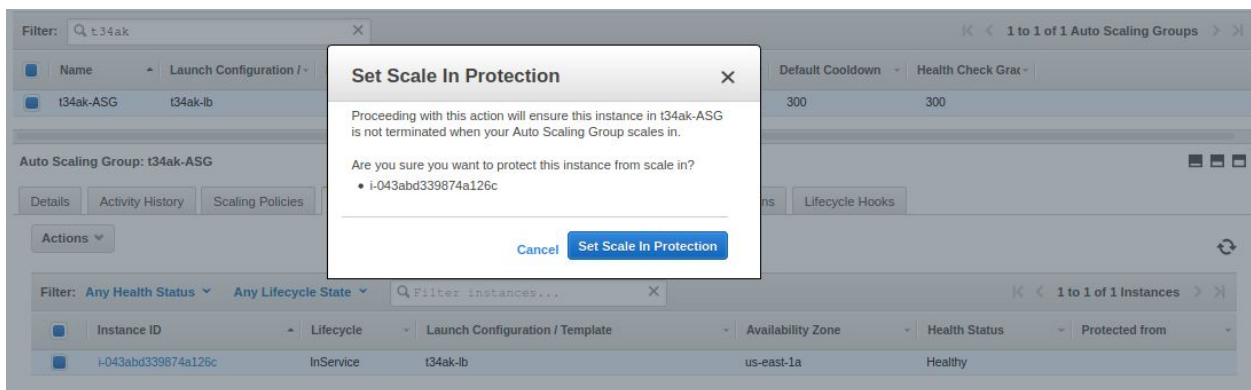 Filter: t34ak
1 to 1 of 1 Auto Scaling Groups
Name Launch Configuration / Default Cooldown Health Check Grac
t34ak-ASG t34ak-lb 300 300
Set Scale In Protection
Proceeding with this action will ensure this instance in t34ak-ASG
is not terminated when your Auto Scaling Group scales in.
Are you sure you want to protect this instance from scale in?
• i-043abd339874a126c
Cancel Set Scale In Protection
Auto Scaling Group: t34ak-ASG
Details Activity History Scaling Policies Lifecycle Hooks
Actions
Filter: Any Health Status Any Lifecycle State Filter instances...
1 to 1 of 1 Instances
Instance ID Lifecycle Launch Configuration / Template Availability Zone Health Status Protected from
i-043abd339874a126c InService t34ak-lb us-east-1a Healthy